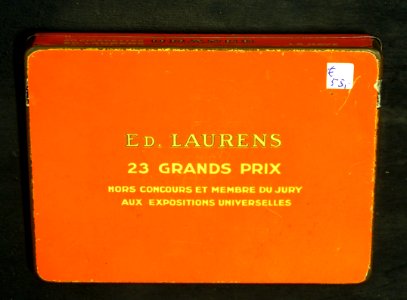 €
5,-
ED. LAURENS
23 GRANDS PRIX
HORS CONCOURS ET MEMBRE DU JURY
AUX EXPOSITIONS UNIVERSELLES